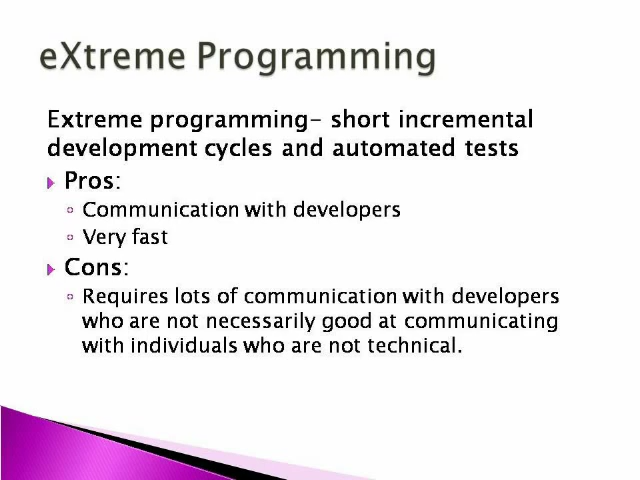 eXtreme Programming
Extreme programming– short incremental
development cycles and automated tests
Pros:
Communication with developers
Very fast
Cons:
Requires lots of communication with developers
who are not necessarily good at communicating
with individuals who are not technical.